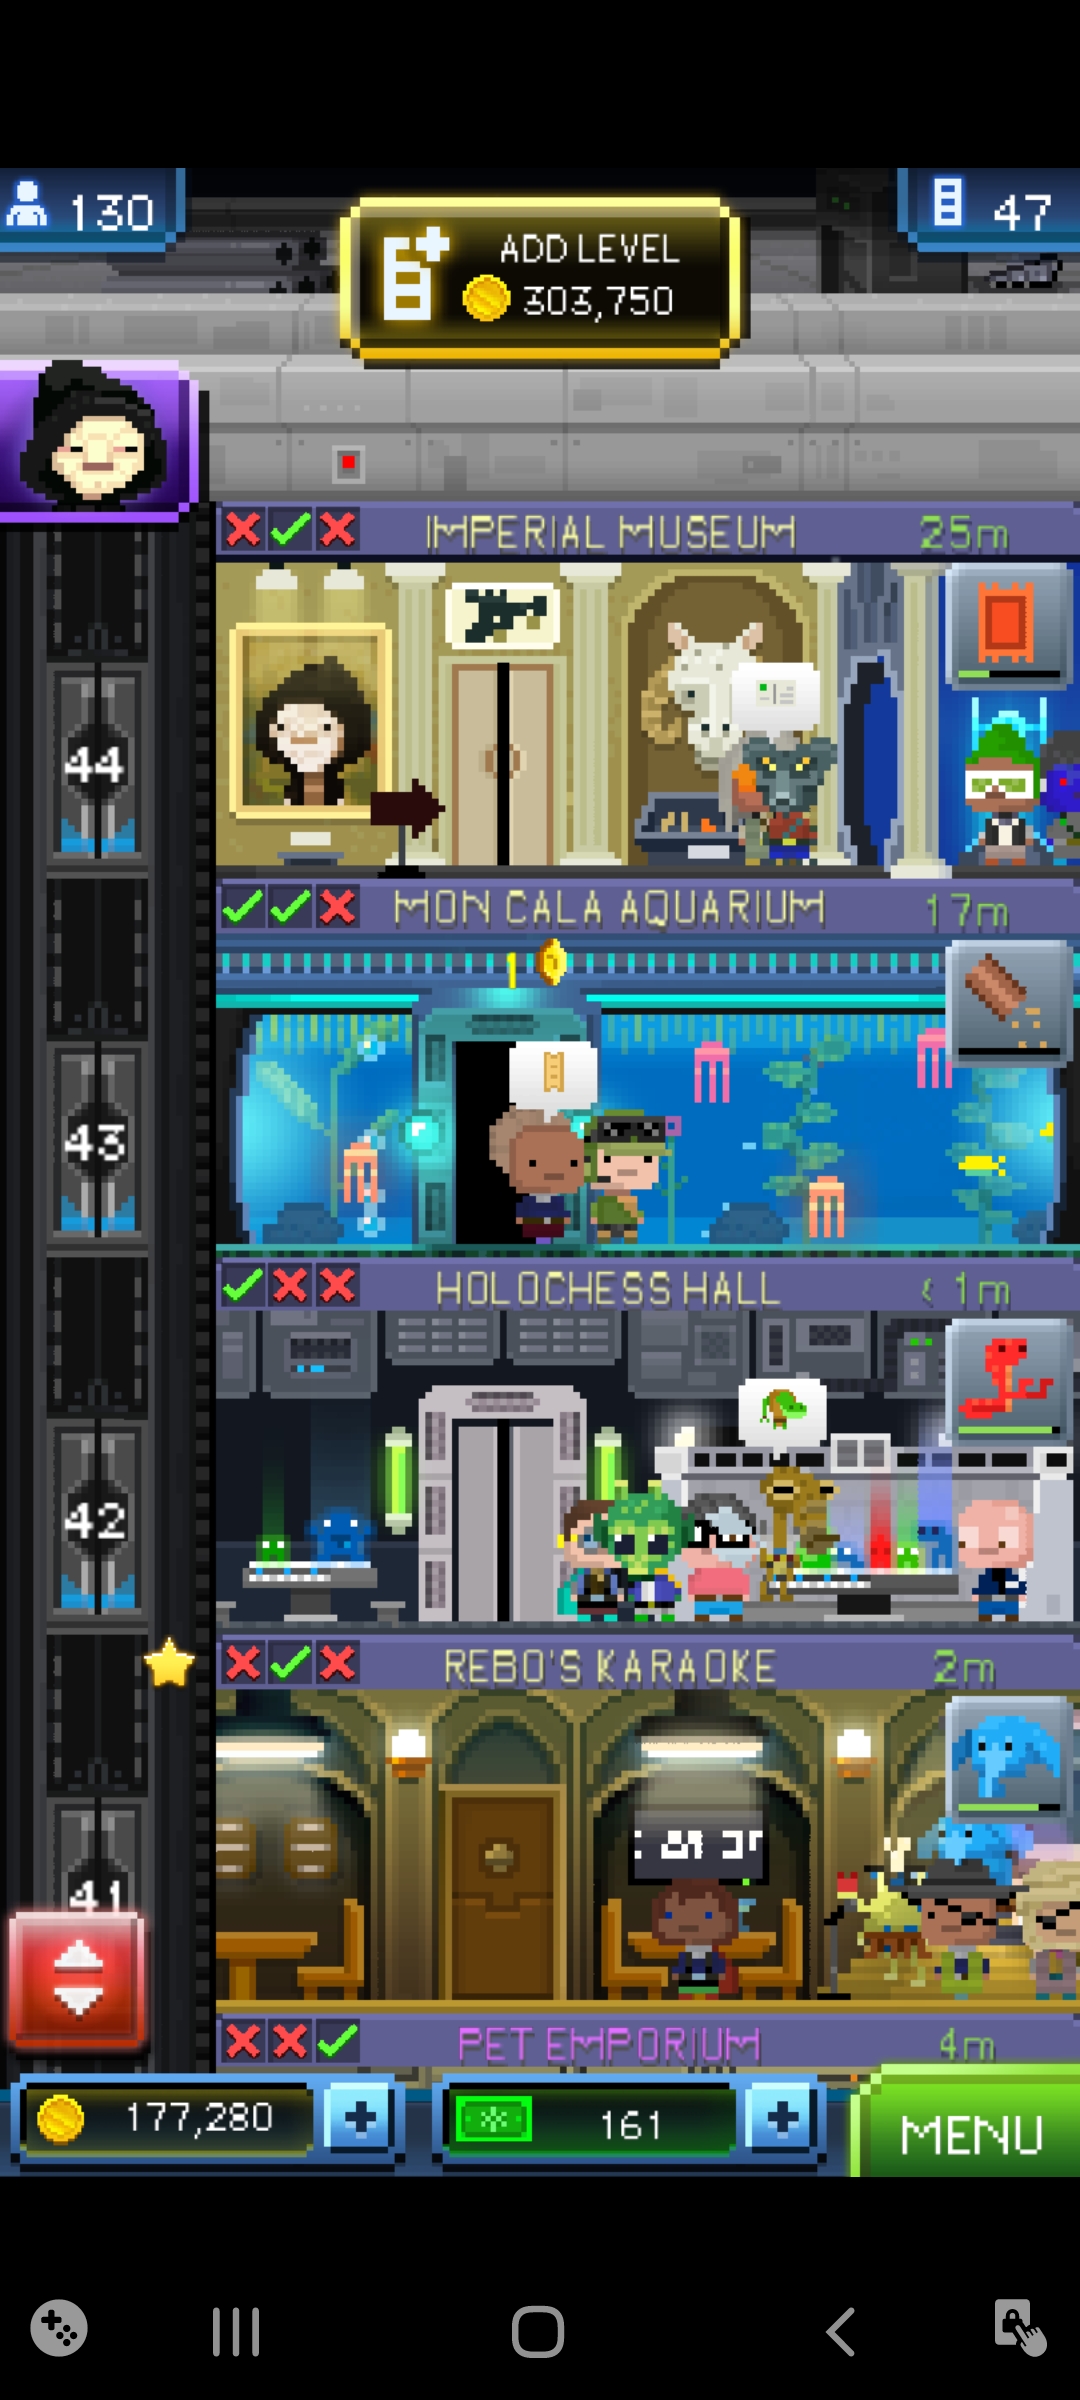 130
ADD LEVEL
303,750
47
IMPERIAL MUSEUM 25m
44
MON CALA AQUARIUM 17m
1
43
HOLOCHESS HALL < 1m
42
REBO'S KARAOKE 2m
41
PET EMPORIUM 4m
177,280
161
MENU